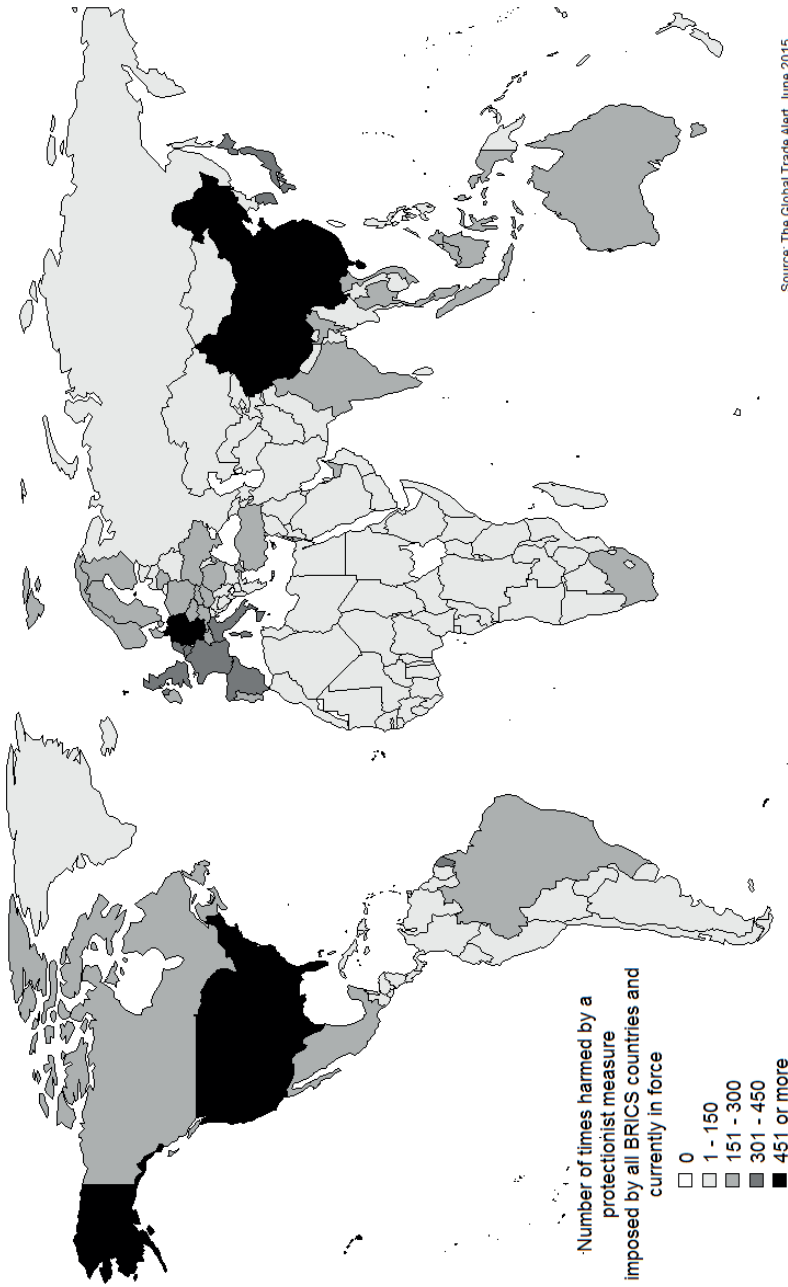 ·Number of times harmed by a
protectionist measure
imposed by all BRICS countries and
currently in force
0
1 - 150
151 - 300
301 - 450
451 or more
Source: The Global Trade Alert, June 2015